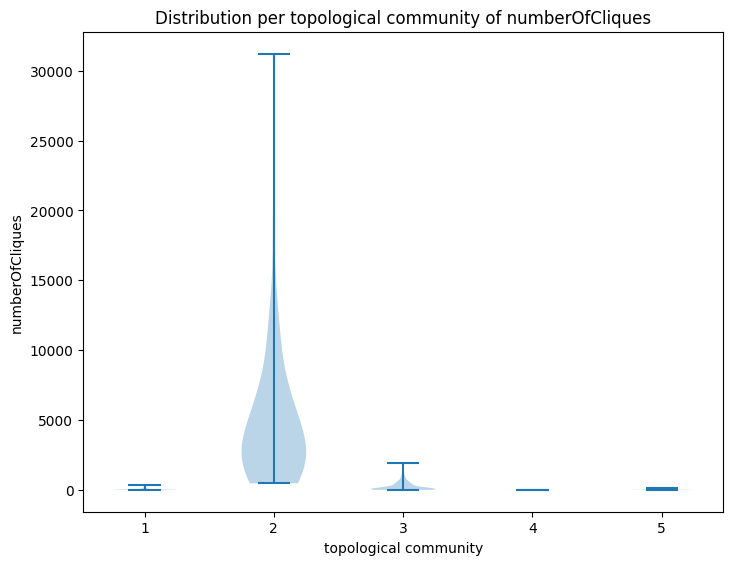 Distribution per topological community of numberOfCliques
numberOfCliques
30000
25000
20000
15000
10000
5000
0
1 2 3 4 5
topological community